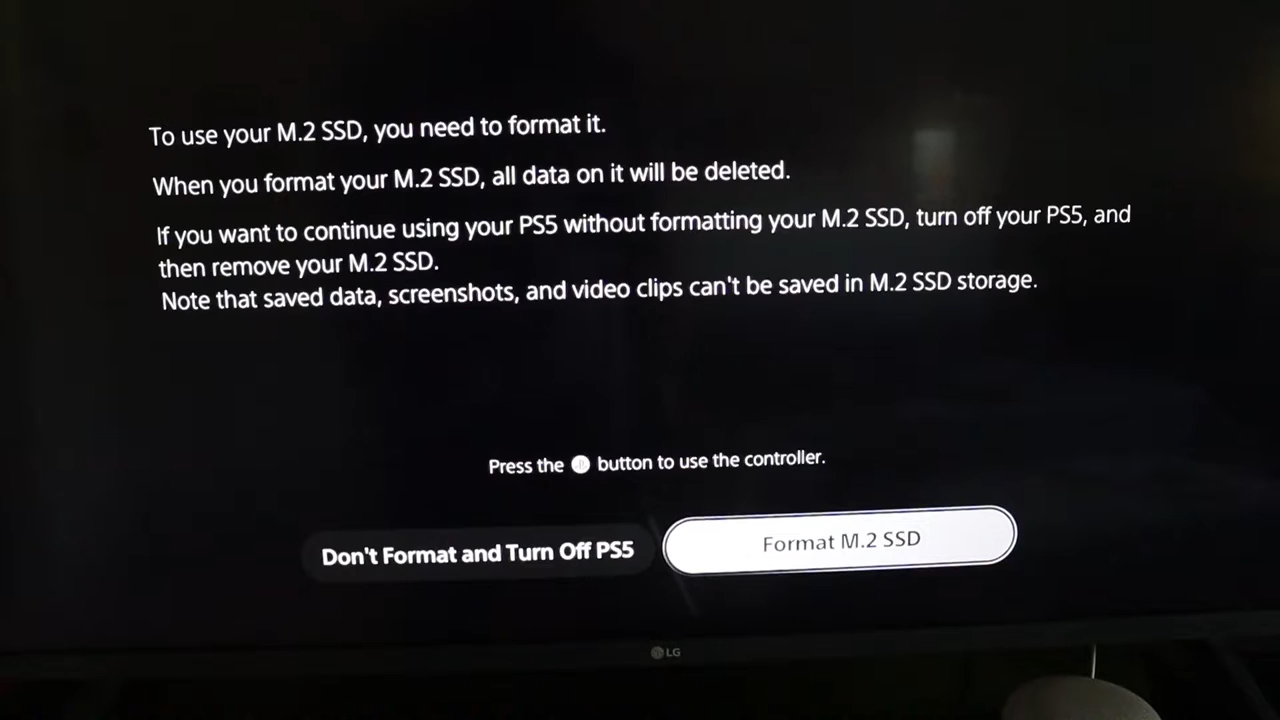 To use your M.2 SSD, you need to format it.
When you format your M.2 SSD, all data on it will be deleted.
If you want to continue using your PS5 without formatting your M.2 SSD, turn off your PS5, and
then remove your M.2 SSD.
Note that saved data, screenshots, and video clips can't be saved in M.2 SSD storage.
Press the button to use the controller.
Don't Format and Turn Off PS5
Format M.2 SSD
LG